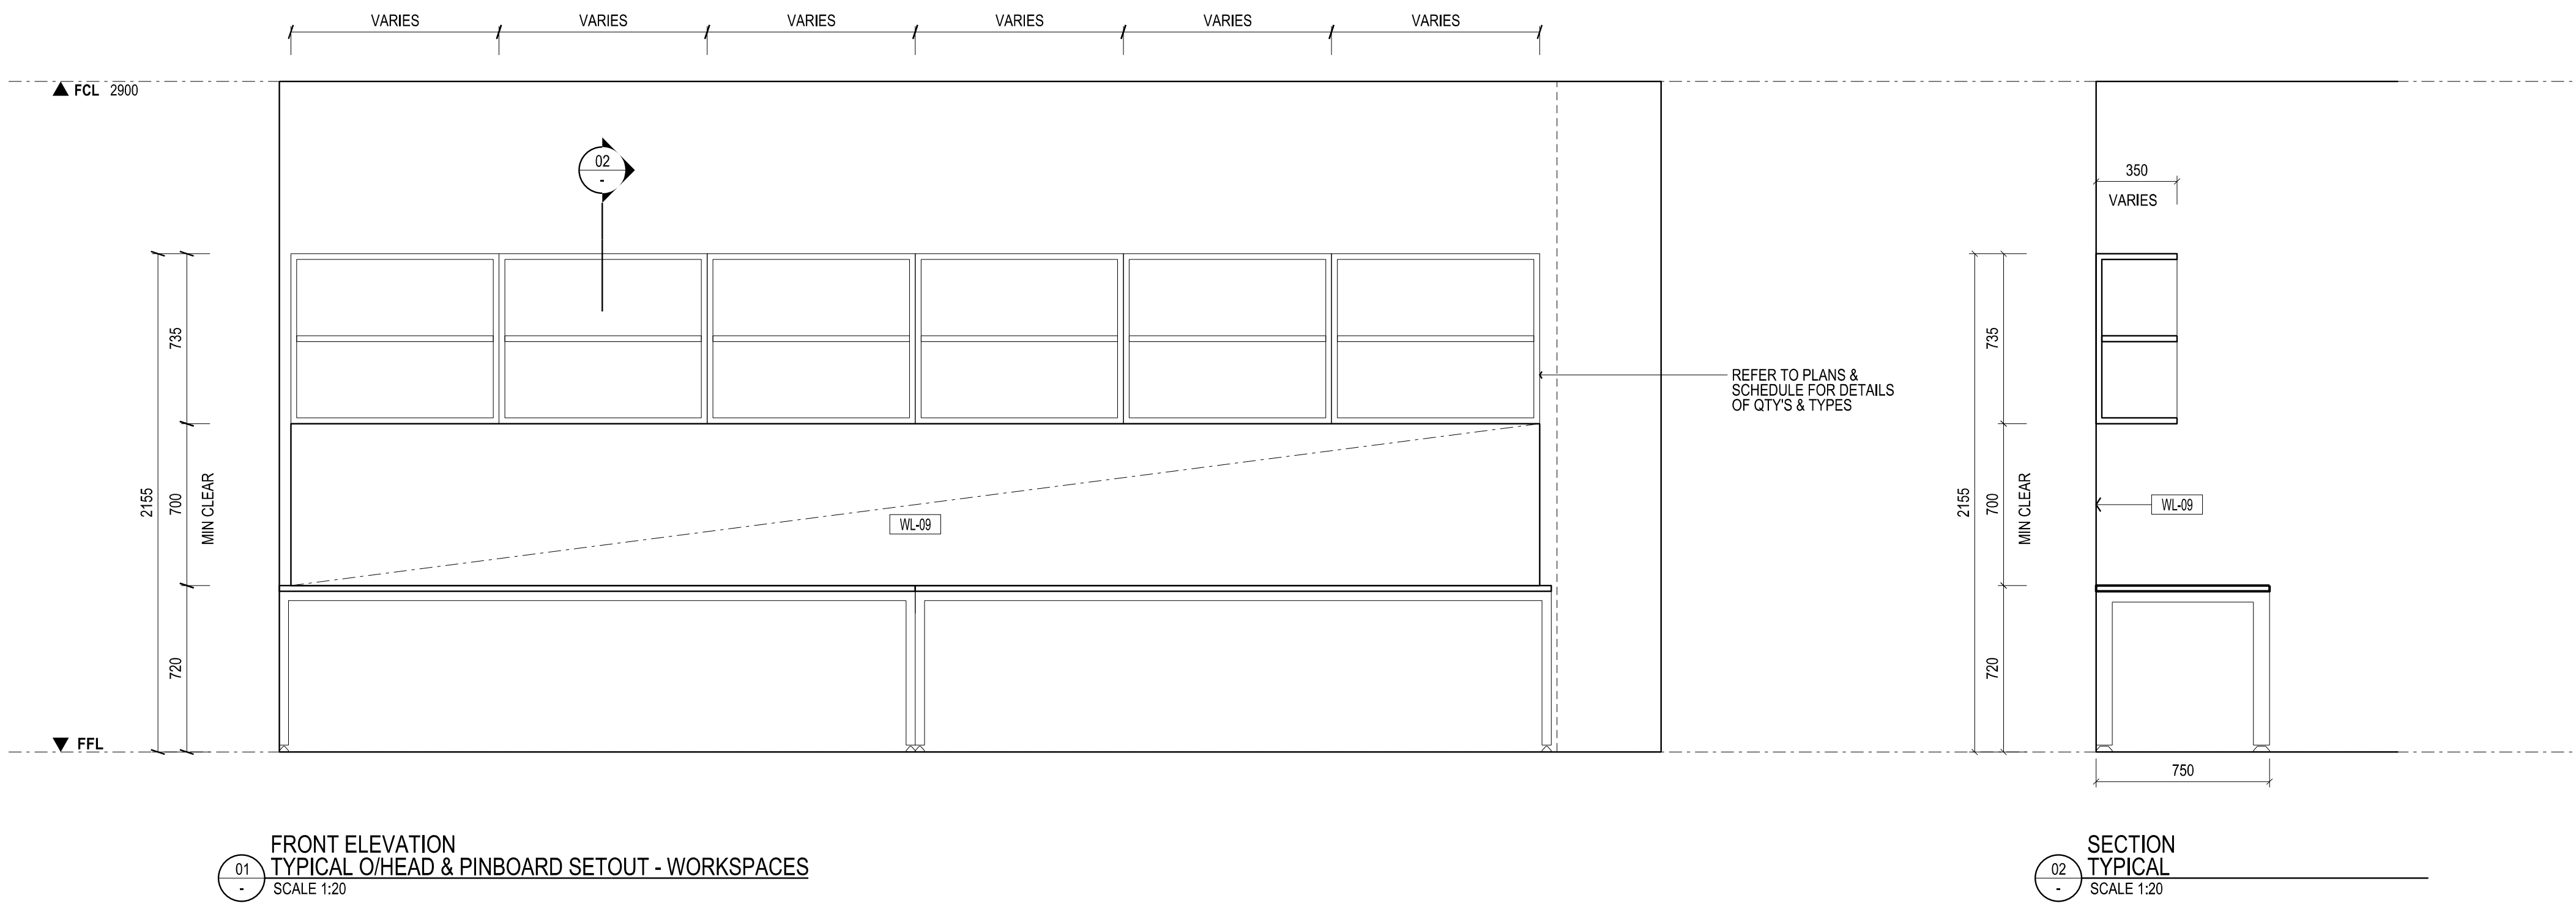 VARIES VARIES VARIES VARIES VARIES VARIES
FCL 2900
02
-
350
VARIES
735
735
REFER TO PLANS &
SCHEDULE FOR DETAILS
OF QTY'S & TYPES
2155
700
MIN CLEAR
WL-09
2155
700
MIN CLEAR
WL-09
720
720
FFL
750
FRONT ELEVATION
01
-
TYPICAL O/HEAD & PINBOARD SETOUT - WORKSPACES
SCALE 1:20
SECTION
02
-
TYPICAL
SCALE 1:20